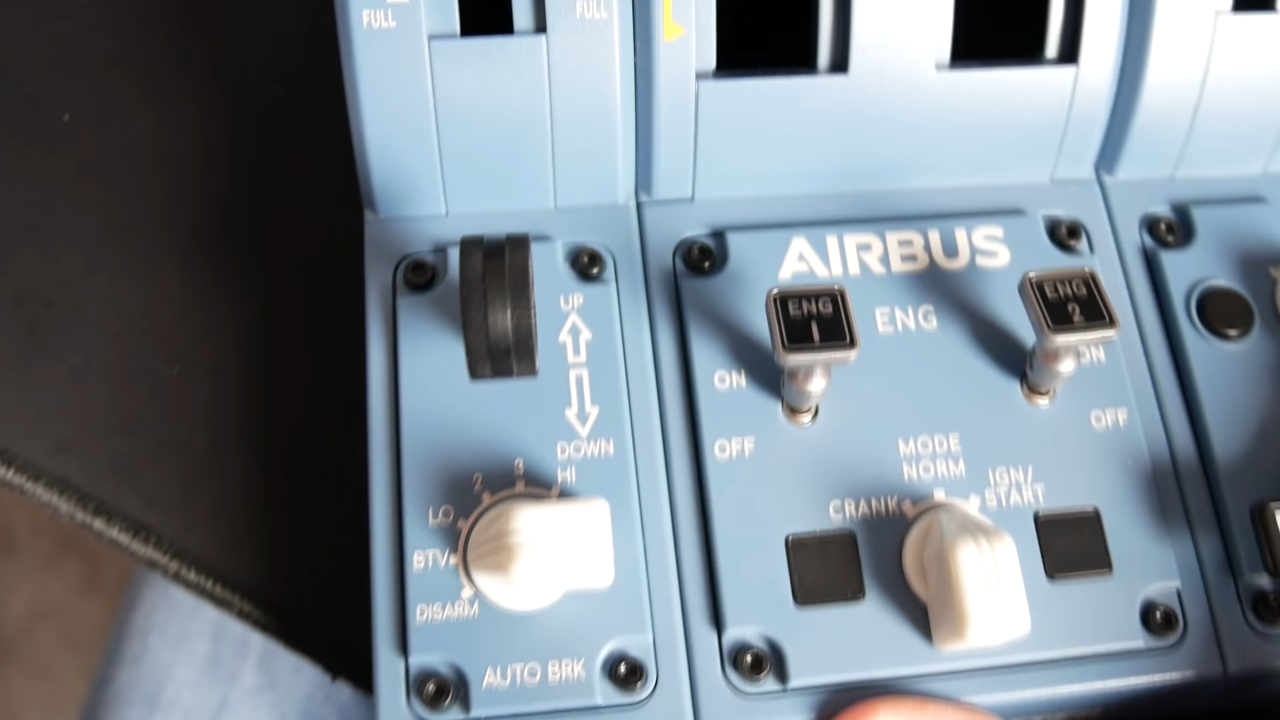 FULL
FULL
UP
DOWN
HI
3
2
LO
BTV
DISARM
AUTO BRK
AIRBUS
ENG
1
ENG
ENG
2
ON
ON
OFF
OFF
MODE
NORM
CRANK
IGN/
START